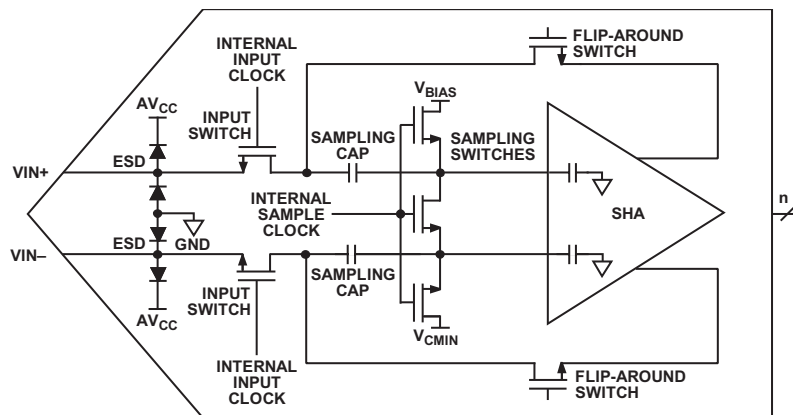 FLIP-AROUND
SWITCH
INTERNAL
INPUT
CLOCK
V_BIAS
AV_CC
INPUT
SWITCH
SAMPLING
CAP
SAMPLING
SWITCHES
VIN+
ESD
n
INTERNAL
SAMPLE
CLOCK
SHA
GND
VIN–
ESD
SAMPLING
CAP
INPUT
SWITCH
AV_CC
V_CMIN
INTERNAL
INPUT
CLOCK
FLIP-AROUND
SWITCH